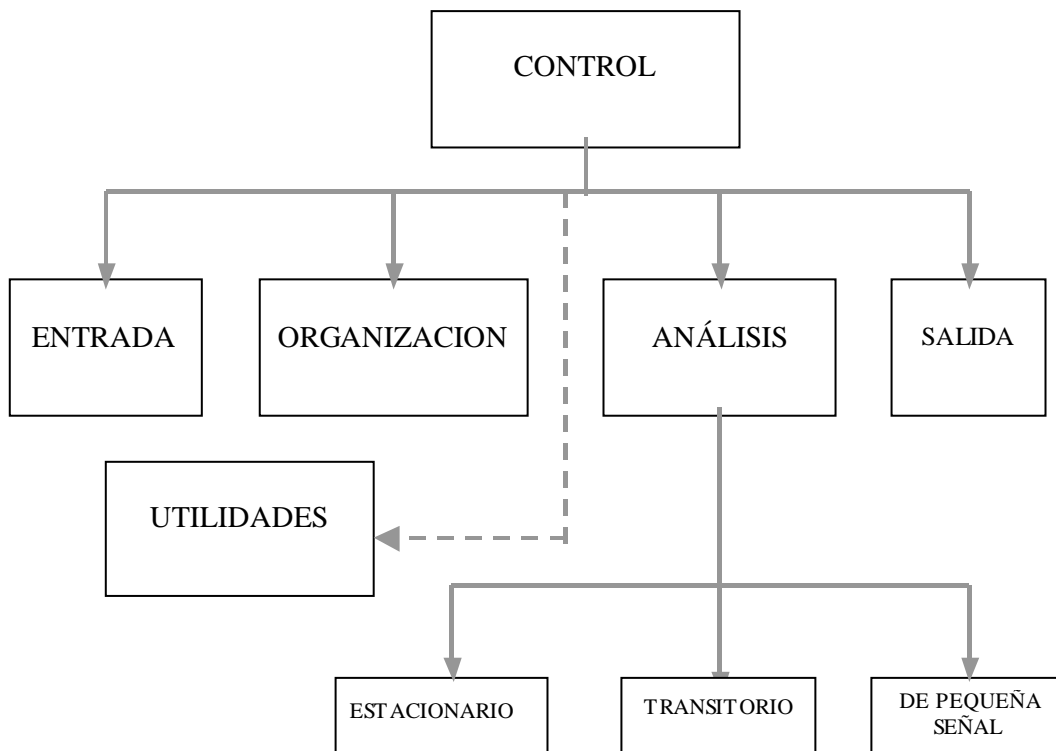 CONTROL
ENTRADA
ORGANIZACION
ANÁLISIS
SALIDA
UTILIDADES
ESTACIONARIO
TRANSITORIO
DE PEQUEÑA
SEÑAL